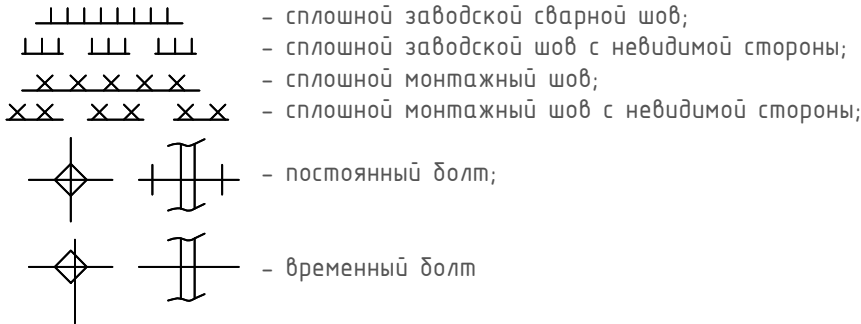 – сплошной заводской сварной шов;
– сплошной заводской шов с невидимой стороны;
– сплошной монтажный шов;
– сплошной монтажный шов с невидимой стороны;
– постоянный болт;
– временный болт